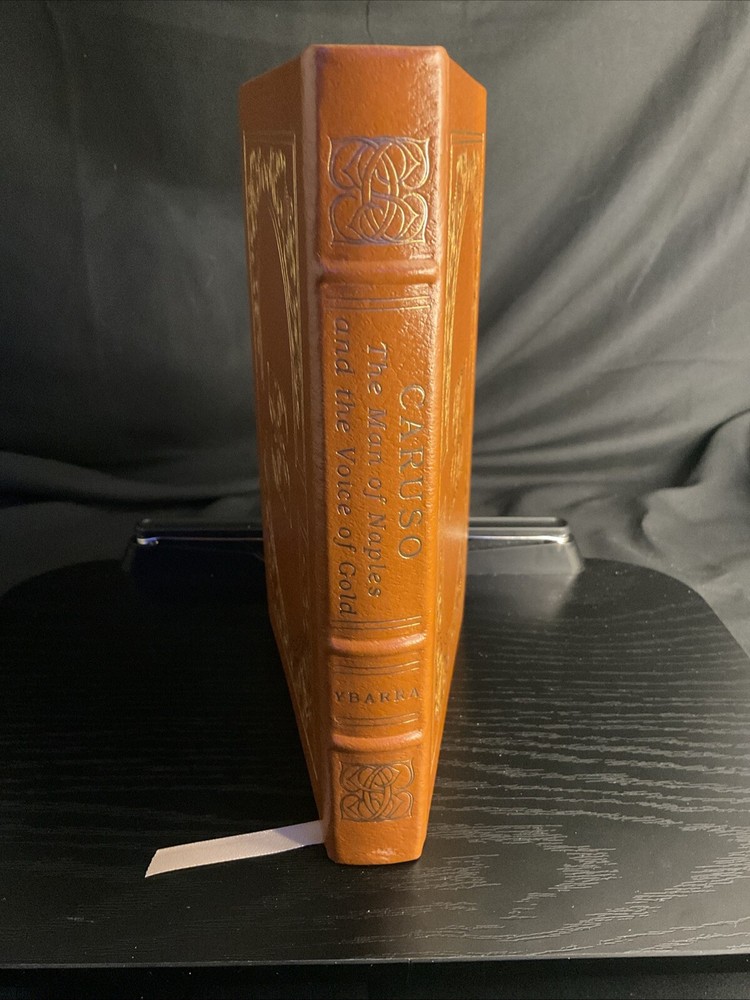 CARUSO
The Man of Naples
and the Voice of Gold
YBARRA